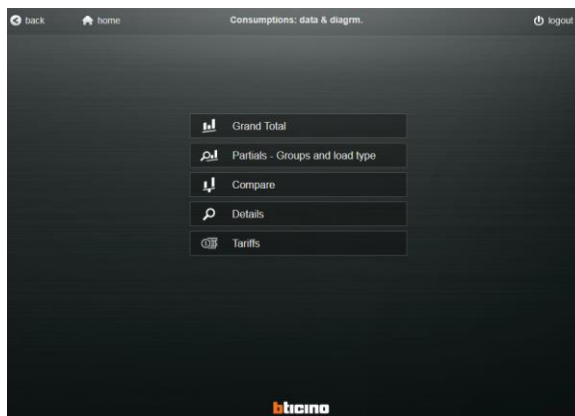 back home Consumptions: data & diagrm. logout
Grand Total
Partials - Groups and load type
Compare
Details
Tariffs
bticino